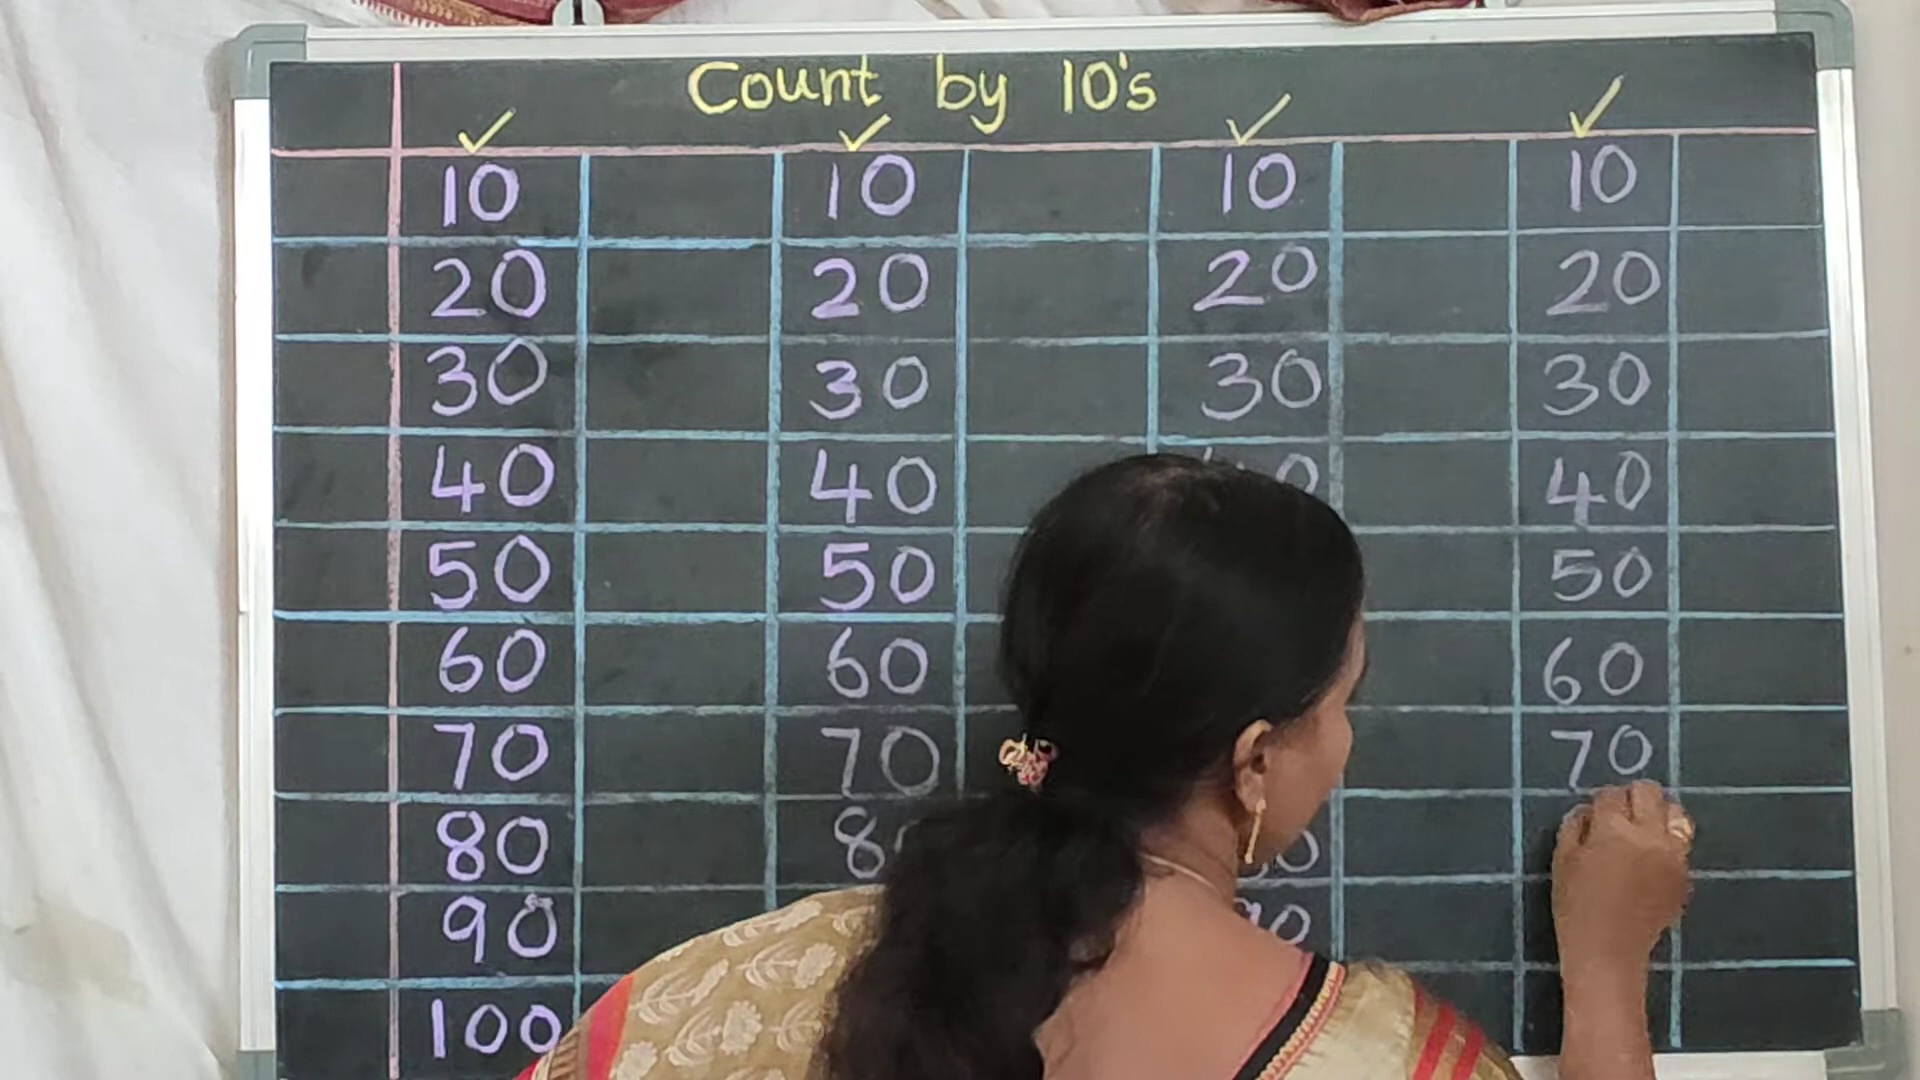 Count by 10's
10 10 10 10
20 20 20 20
30 30 30 30
40 40 40
50 50 50
60 60 60
70 70 70
80
90
100